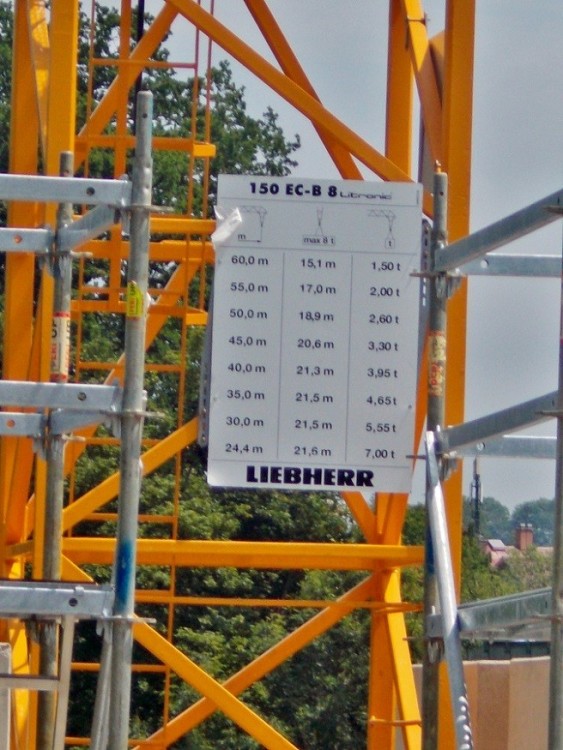 150 EC-B 8 Litronic
m max 8 t t
60,0 m 15,1 m 1,50 t
55,0 m 17,0 m 2,00 t
50,0 m 18,9 m 2,60 t
45,0 m 20,6 m 3,30 t
40,0 m 21,3 m 3,95 t
35,0 m 21,5 m 4,65 t
30,0 m 21,5 m 5,55 t
24,4 m 21,6 m 7,00 t
LIEBHERR